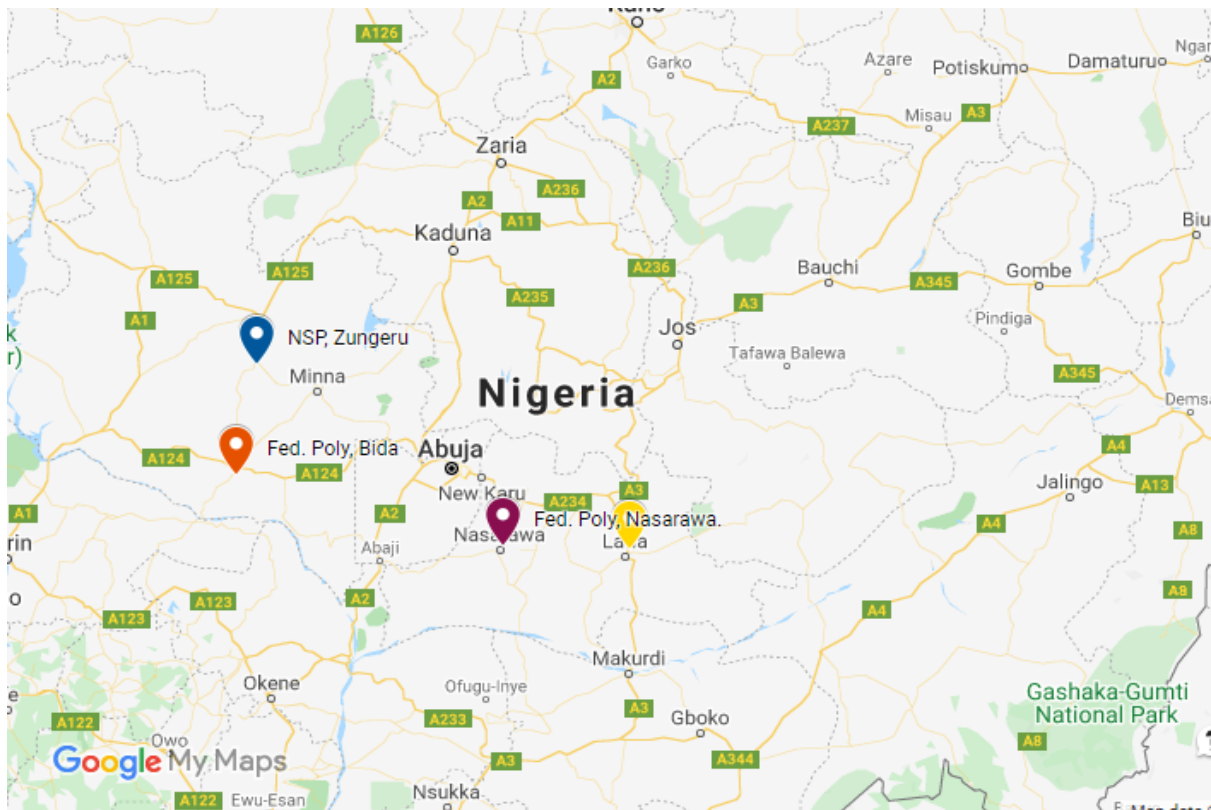 A126
Garko
Azare
Potiskum
Damaturu
A2
A3
A237
Misau
Zaria
A236
A2
A11
Biu
Kaduna
A236
A125
A125
Bauchi
A345
Gombe
A235
A3
A1
Pindiga
Jos
NSP, Zungeru
Tafawa Balewa
A345
Minna
Nigeria
Fed. Poly, Bida
Abuja
A124
A124
A4
New Karu
A3
Jalingo
A13
A234
A1
A2
Fed. Poly, Nasarawa.
A4
A8
Nasarawa
Abaji
A8
A123
A2
A123
A4
Makurdi
Okene
Ofugu-Inye
Gashaka-Gumti
National Park
A3
A122
A233
Gboko
Owo
A8
Google My Maps
A3
A344
Nsukka
A122
Ewu-Esan